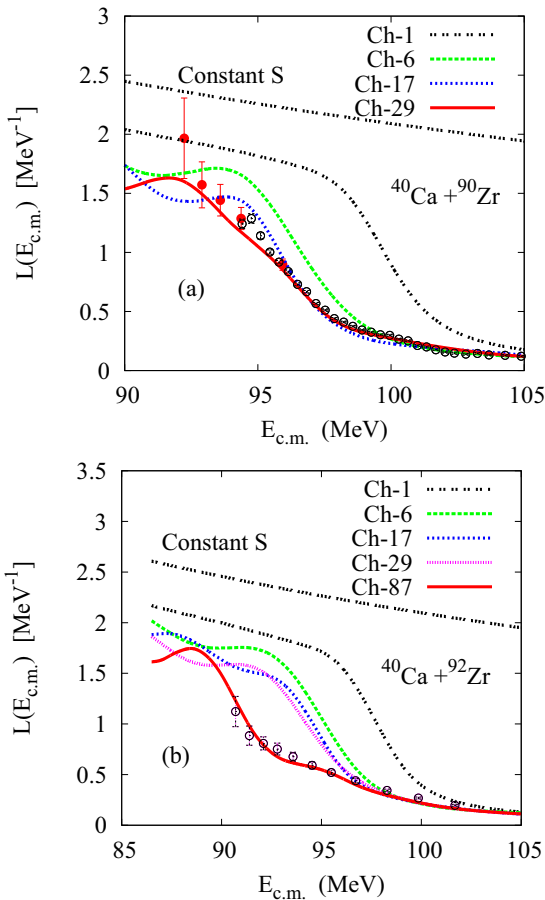 3
2.5
2
1.5
1
0.5
0
L(E_c.m.) [MeV⁻¹]
Ch-1
Ch-6
Ch-17
Ch-29
Constant S
⁴⁰Ca +⁹⁰Zr
(a)
90 95 100 105
E_c.m. (MeV)
3.5
3
2.5
2
1.5
1
0.5
0
L(E_c.m.) [MeV⁻¹]
Ch-1
Ch-6
Ch-17
Ch-29
Ch-87
Constant S
⁴⁰Ca +⁹²Zr
(b)
85 90 95 100 105
E_c.m. (MeV)